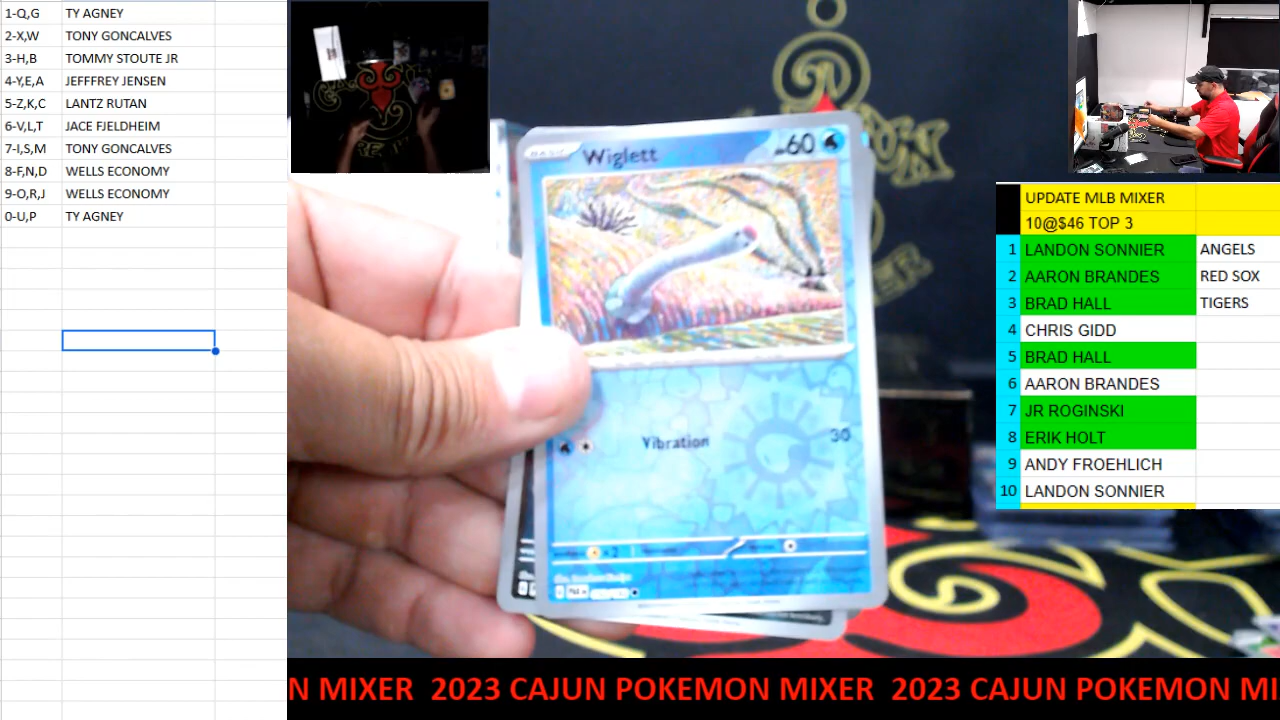 1-Q,G TY AGNEY
2-X,W TONY GONCALVES
3-H,B TOMMY STOUTE JR
4-Y,E,A JEFFFREY JENSEN
5-Z,K,C LANTZ RUTAN
6-V,L,T JACE FJELDHEIM
7-I,S,M TONY GONCALVES
8-F,N,D WELLS ECONOMY
9-O,R,J WELLS ECONOMY
0-U,P TY AGNEY
BASIC Wiglett 60
Vibration 30
×2
UPDATE MLB MIXER
10@$46 TOP 3
1 LANDON SONNIER ANGELS
2 AARON BRANDES RED SOX
3 BRAD HALL TIGERS
4 CHRIS GIDD
5 BRAD HALL
6 AARON BRANDES
7 JR ROGINSKI
8 ERIK HOLT
9 ANDY FROEHLICH
10 LANDON SONNIER
N MIXER 2023 CAJUN POKEMON MIXER 2023 CAJUN POKEMON MI